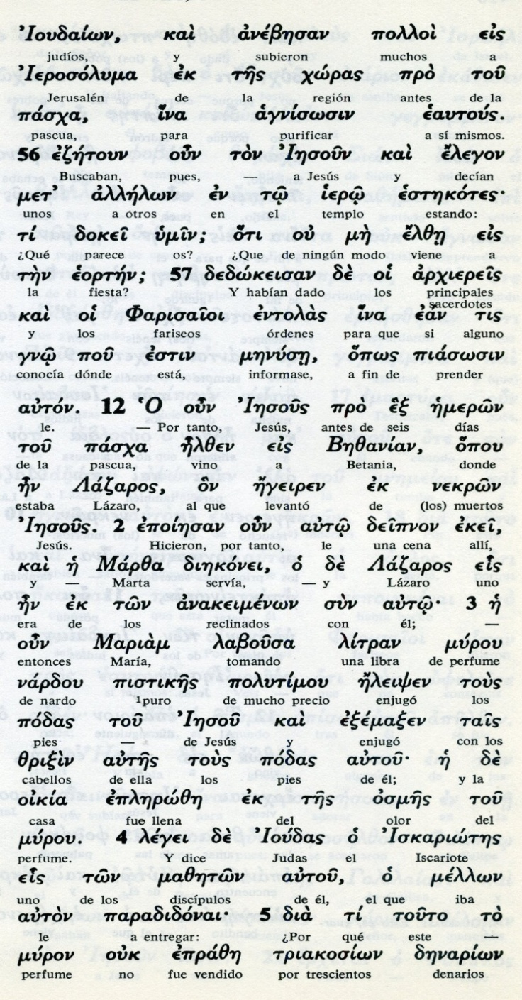 Ἰουδαίων, καὶ ἀνέβησαν πολλοὶ εἰς
judíos, y subieron muchos a
Ἱεροσόλυμα ἐκ τῆς χώρας πρὸ τοῦ
Jerusalén de la región antes de la
πάσχα, ἵνα ἁγνίσωσιν ἑαυτούς.
pascua, para purificar a sí mismos.
56 ἐζήτουν οὖν τὸν Ἰησοῦν καὶ ἔλεγον
Buscaban, pues, — Jesús y decían
μετ' ἀλλήλων ἐν τῷ ἱερῷ ἑστηκότες·
unos a otros en el templo estando:
τί δοκεῖ ὑμῖν; ὅτι οὐ μὴ ἔλθῃ εἰς
¿Qué parece os? ¿Que de ningún modo viene a
τὴν ἑορτήν; 57 δεδώκεισαν δὲ οἱ ἀρχιερεῖς
la fiesta? Y habían dado los principales
sacerdotes
καὶ οἱ Φαρισαῖοι ἐντολὰς ἵνα ἐάν τις
y los fariseos órdenes para que si alguno
γνῷ ποῦ ἐστιν μηνύσῃ, ὅπως πιάσωσιν
conocía dónde está, informase, a fin de prender
αὐτόν. 12 Ὁ οὖν Ἰησοῦς πρὸ ἓξ ἡμερῶν
le. — Por tanto, Jesús, antes de seis días
τοῦ πάσχα ἦλθεν εἰς Βηθανίαν, ὅπου
de la pascua, vino a Betania, donde
ἦν Λάζαρος, ὃν ἤγειρεν ἐκ νεκρῶν
estaba Lázaro, al que levantó de (los) muertos
Ἰησοῦς. 2 ἐποίησαν οὖν αὐτῷ δεῖπνον ἐκεῖ,
Jesús. Hicieron, por tanto, le una cena allí,
καὶ ἡ Μάρθα διηκόνει, ὁ δὲ Λάζαρος εἷς
y — Marta servía, — y Lázaro uno
ἦν ἐκ τῶν ἀνακειμένων σὺν αὐτῷ· 3 ἡ
era de los reclinados con él; —
οὖν Μαριὰμ λαβοῦσα λίτραν μύρου
entonces María, tomando una libra de perfume
νάρδου πιστικῆς πολυτίμου ἤλειψεν τοὺς
de nardo puro de mucho precio enjugó los
πόδας τοῦ Ἰησοῦ καὶ ἐξέμαξεν ταῖς
pies — de Jesús y enjugó con los
θριξὶν αὐτῆς τοὺς πόδας αὐτοῦ· ἡ δὲ
cabellos de ella los pies de él; y la
οἰκία ἐπληρώθη ἐκ τῆς ὀσμῆς τοῦ
casa fue llena del olor del
μύρου. 4 λέγει δὲ Ἰούδας ὁ Ἰσκαριώτης
perfume. Y dice Judas el Iscariote
εἷς τῶν μαθητῶν αὐτοῦ, ὁ μέλλων
uno de los discípulos de él, el que iba
αὐτὸν παραδιδόναι· 5 διὰ τί τοῦτο τὸ
le a entregar: ¿Por qué este —
μύρον οὐκ ἐπράθη τριακοσίων δηναρίων
perfume no fue vendido por trescientos denarios